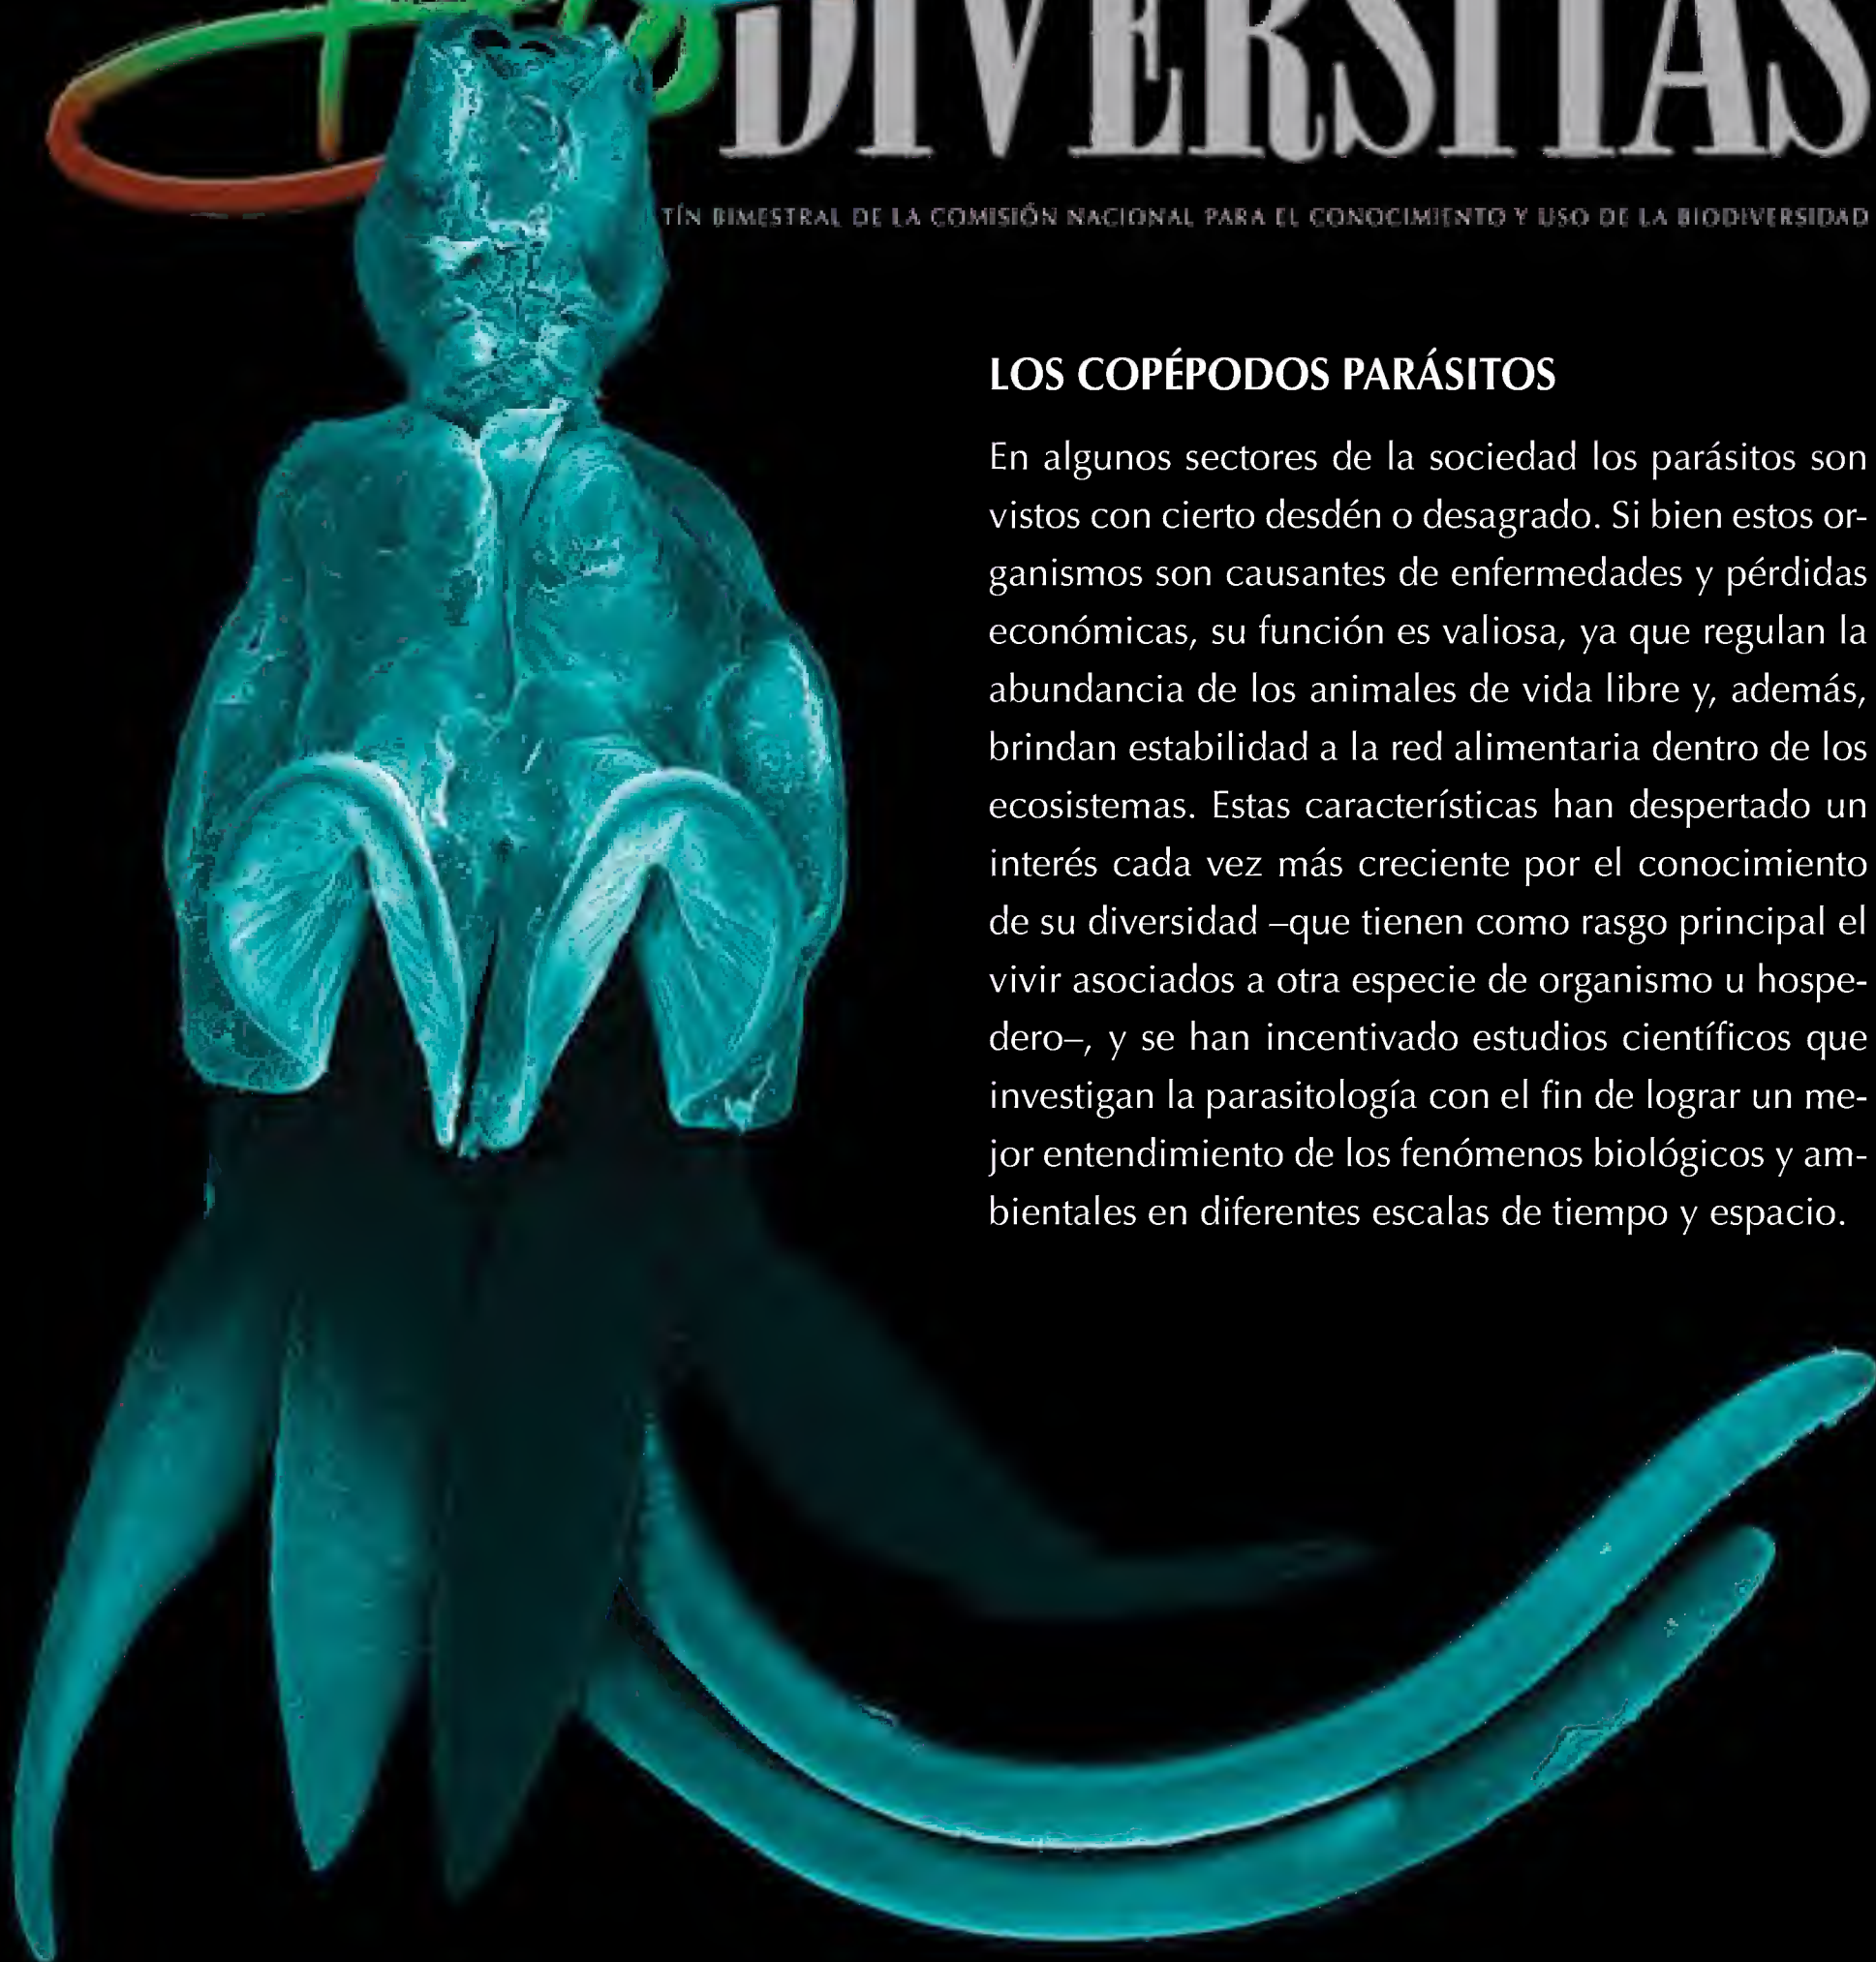 DIVERSITAS
TÍN BIMESTRAL DE LA COMISIÓN NACIONAL PARA EL CONOCIMIENTO Y USO DE LA BIODIVERSIDAD
LOS COPÉPODOS PARÁSITOS
En algunos sectores de la sociedad los parásitos son
vistos con cierto desdén o desagrado. Si bien estos or-
ganismos son causantes de enfermedades y pérdidas
económicas, su función es valiosa, ya que regulan la
abundancia de los animales de vida libre y, además,
brindan estabilidad a la red alimentaria dentro de los
ecosistemas. Estas características han despertado un
interés cada vez más creciente por el conocimiento
de su diversidad –que tienen como rasgo principal el
vivir asociados a otra especie de organismo u hospe-
dero–, y se han incentivado estudios científicos que
investigan la parasitología con el fin de lograr un me-
jor entendimiento de los fenómenos biológicos y am-
bientales en diferentes escalas de tiempo y espacio.